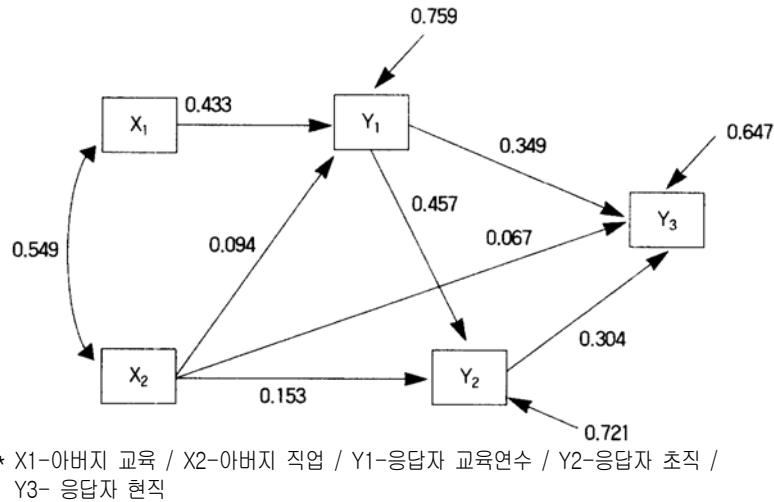 0.759
0.433
X₁
Y₁
0.647
0.349
0.457
Y₃
0.549
0.094
0.067
0.304
X₂
Y₂
0.153
0.721
* X1-아버지 교육 / X2-아버지 직업 / Y1-응답자 교육연수 / Y2-응답자 초직 /
Y3- 응답자 현직